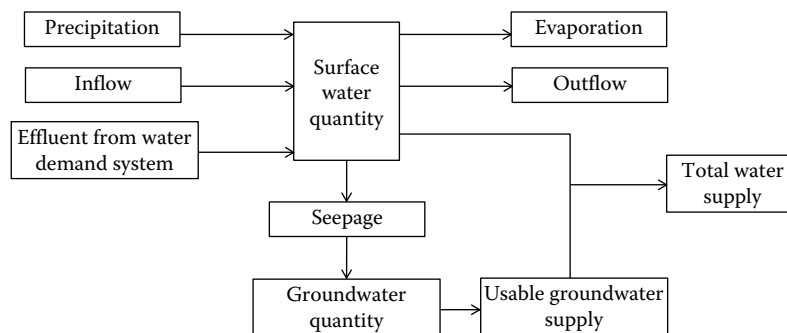 Precipitation
Evaporation
Surface
water
quantity
Inflow
Outflow
Effluent from water
demand system
Total water
supply
Seepage
Groundwater
quantity
Usable groundwater
supply